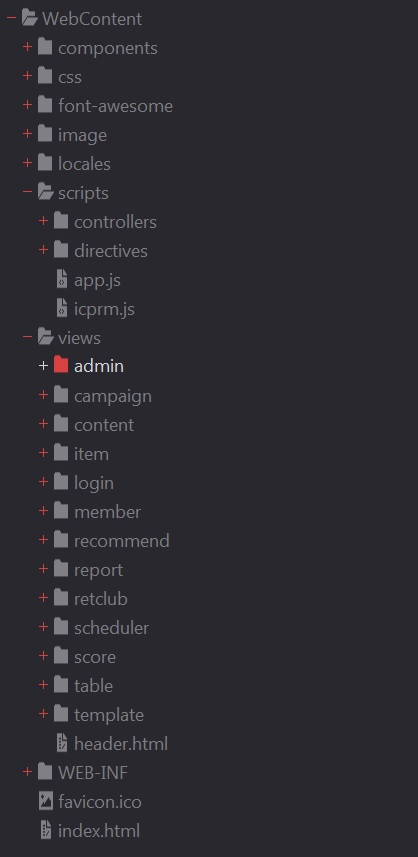 WebContent
components
css
font-awesome
image
locales
scripts
controllers
directives
app.js
icprm.js
views
admin
campaign
content
item
login
member
recommend
report
retclub
scheduler
score
table
template
header.html
WEB-INF
favicon.ico
index.html